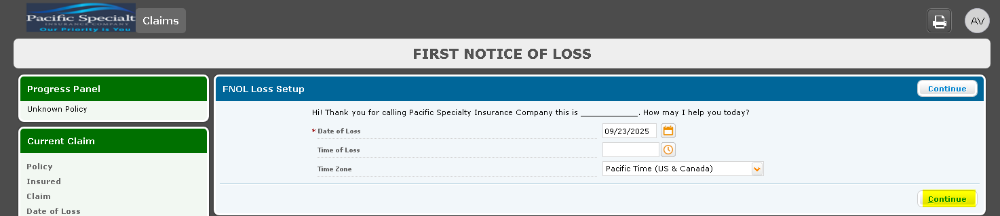 Pacific Specialt
INSURANCE COMPANY
Our Priority is You
Claims
AV
FIRST NOTICE OF LOSS
Progress Panel
Unknown Policy
Current Claim
Policy
Insured
Claim
Date of Loss
FNOL Loss Setup
Continue
Hi! Thank you for calling Pacific Specialty Insurance Company this is ____________. How may I help you today?
* Date of Loss 09/23/2025
Time of Loss
Time Zone Pacific Time (US & Canada)
Continue